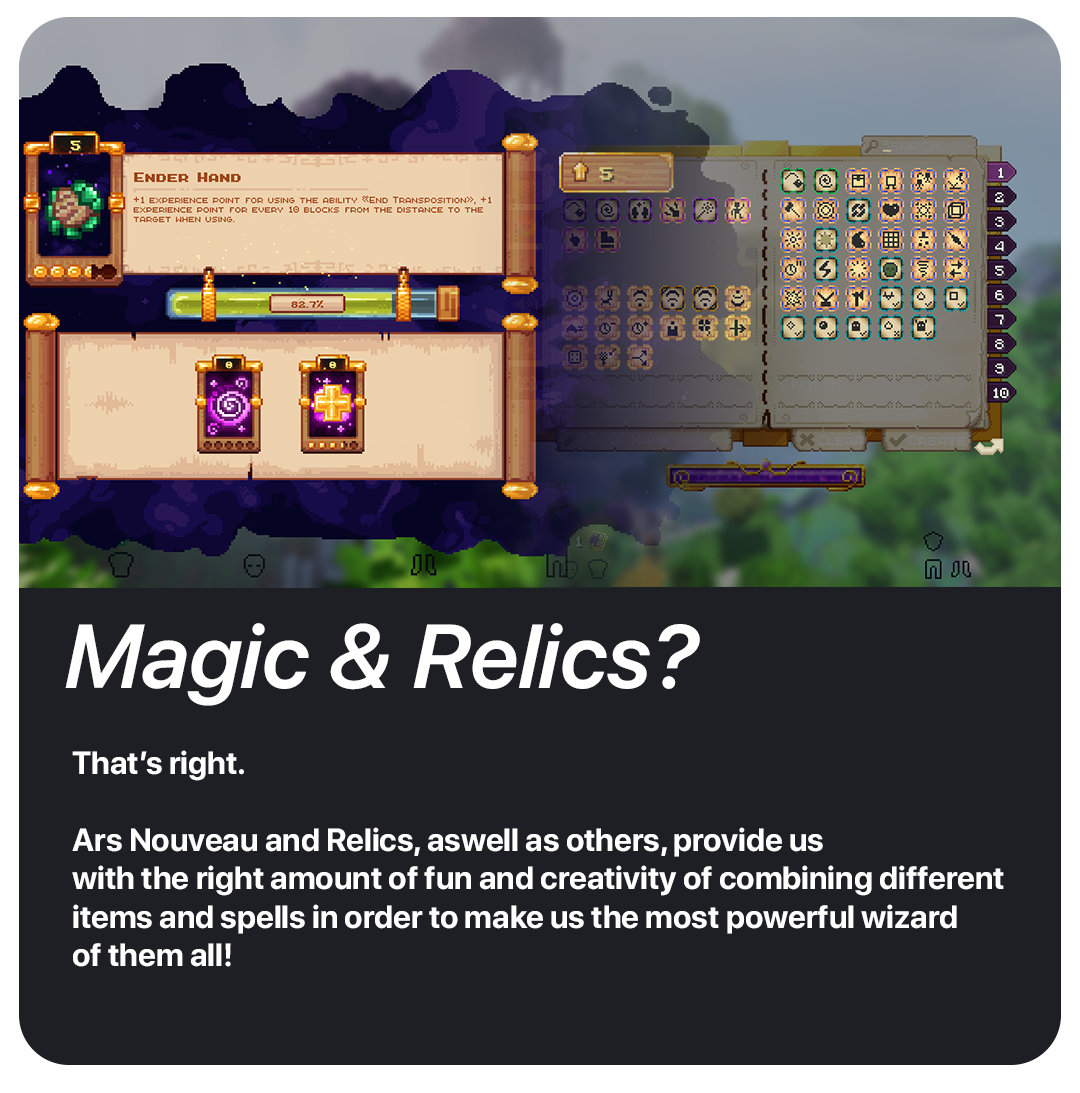 5
ENDER HAND
+1 EXPERIENCE POINT FOR USING THE ABILITY «END TRANSPOSITION», +1
EXPERIENCE POINT FOR EVERY 10 BLOCKS FROM THE DISTANCE TO THE
TARGET WHEN USING.
82.7%
0
0
5
SEARCH
1
2
3
4
5
6
7
8
9
10
CLEAR
CREATE
1
Magic & Relics?
That's right.
Ars Nouveau and Relics, aswell as others, provide us
with the right amount of fun and creativity of combining different
items and spells in order to make us the most powerful wizard
of them all!